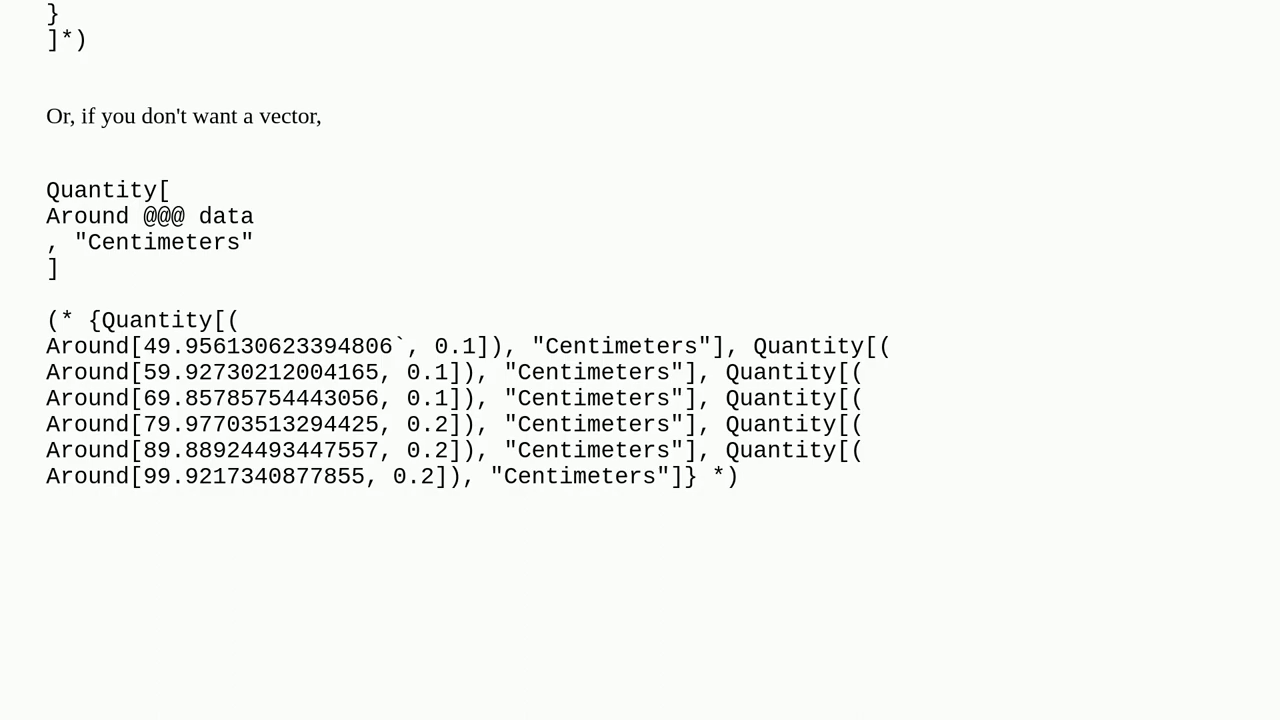 }
]*)
Or, if you don't want a vector,
Quantity[
Around @@@ data
, "Centimeters"
]
(* {Quantity[(
Around[49.956130623394806`, 0.1]), "Centimeters"], Quantity[(
Around[59.92730212004165, 0.1]), "Centimeters"], Quantity[(
Around[69.85785754443056, 0.1]), "Centimeters"], Quantity[(
Around[79.97703513294425, 0.2]), "Centimeters"], Quantity[(
Around[89.88924493447557, 0.2]), "Centimeters"], Quantity[(
Around[99.9217340877855, 0.2]), "Centimeters"]} *)